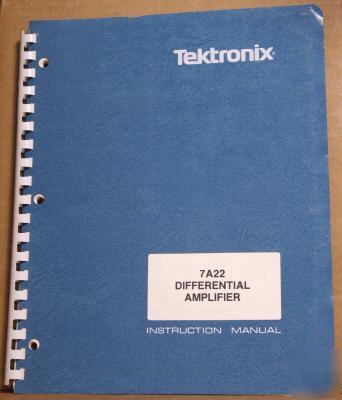 Tektronix
7A22
DIFFERENTIAL
AMPLIFIER
INSTRUCTION MANUAL